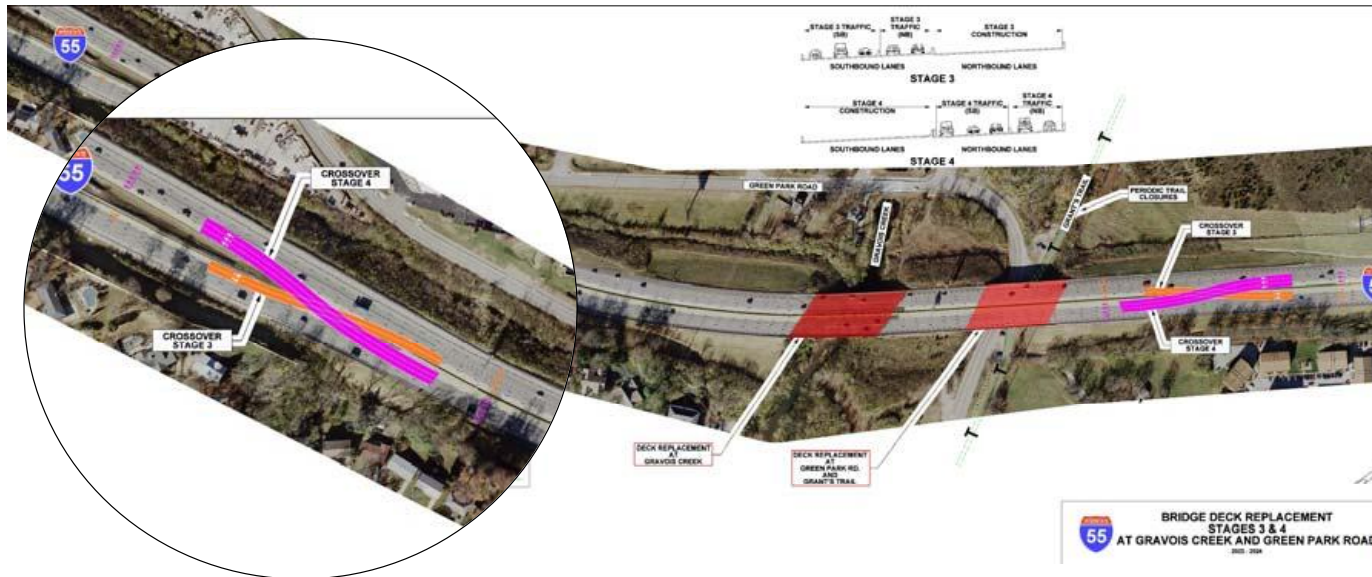 55
STAGE 3 TRAFFIC
(SB)
STAGE 3
TRAFFIC
(NB)
STAGE 3
CONSTRUCTION
SOUTHBOUND LANES
NORTHBOUND LANES
STAGE 3
STAGE 4
CONSTRUCTION
STAGE 4 TRAFFIC
(SB)
STAGE 4
TRAFFIC
(NB)
SOUTHBOUND LANES
NORTHBOUND LANES
STAGE 4
55
CROSSOVER
STAGE 4
CROSSOVER
STAGE 3
GREEN PARK ROAD
GRAVOIS CREEK
GRANT'S TRAIL
PERIODIC TRAIL
CLOSURES
CROSSOVER
STAGE 3
CROSSOVER
STAGE 4
DECK REPLACEMENT
AT
GRAVOIS CREEK
DECK REPLACEMENT
AT
GREEN PARK RD.
AND
GRANT'S TRAIL
55
BRIDGE DECK REPLACEMENT
STAGES 3 & 4
AT GRAVOIS CREEK AND GREEN PARK ROAD
2023 - 2024